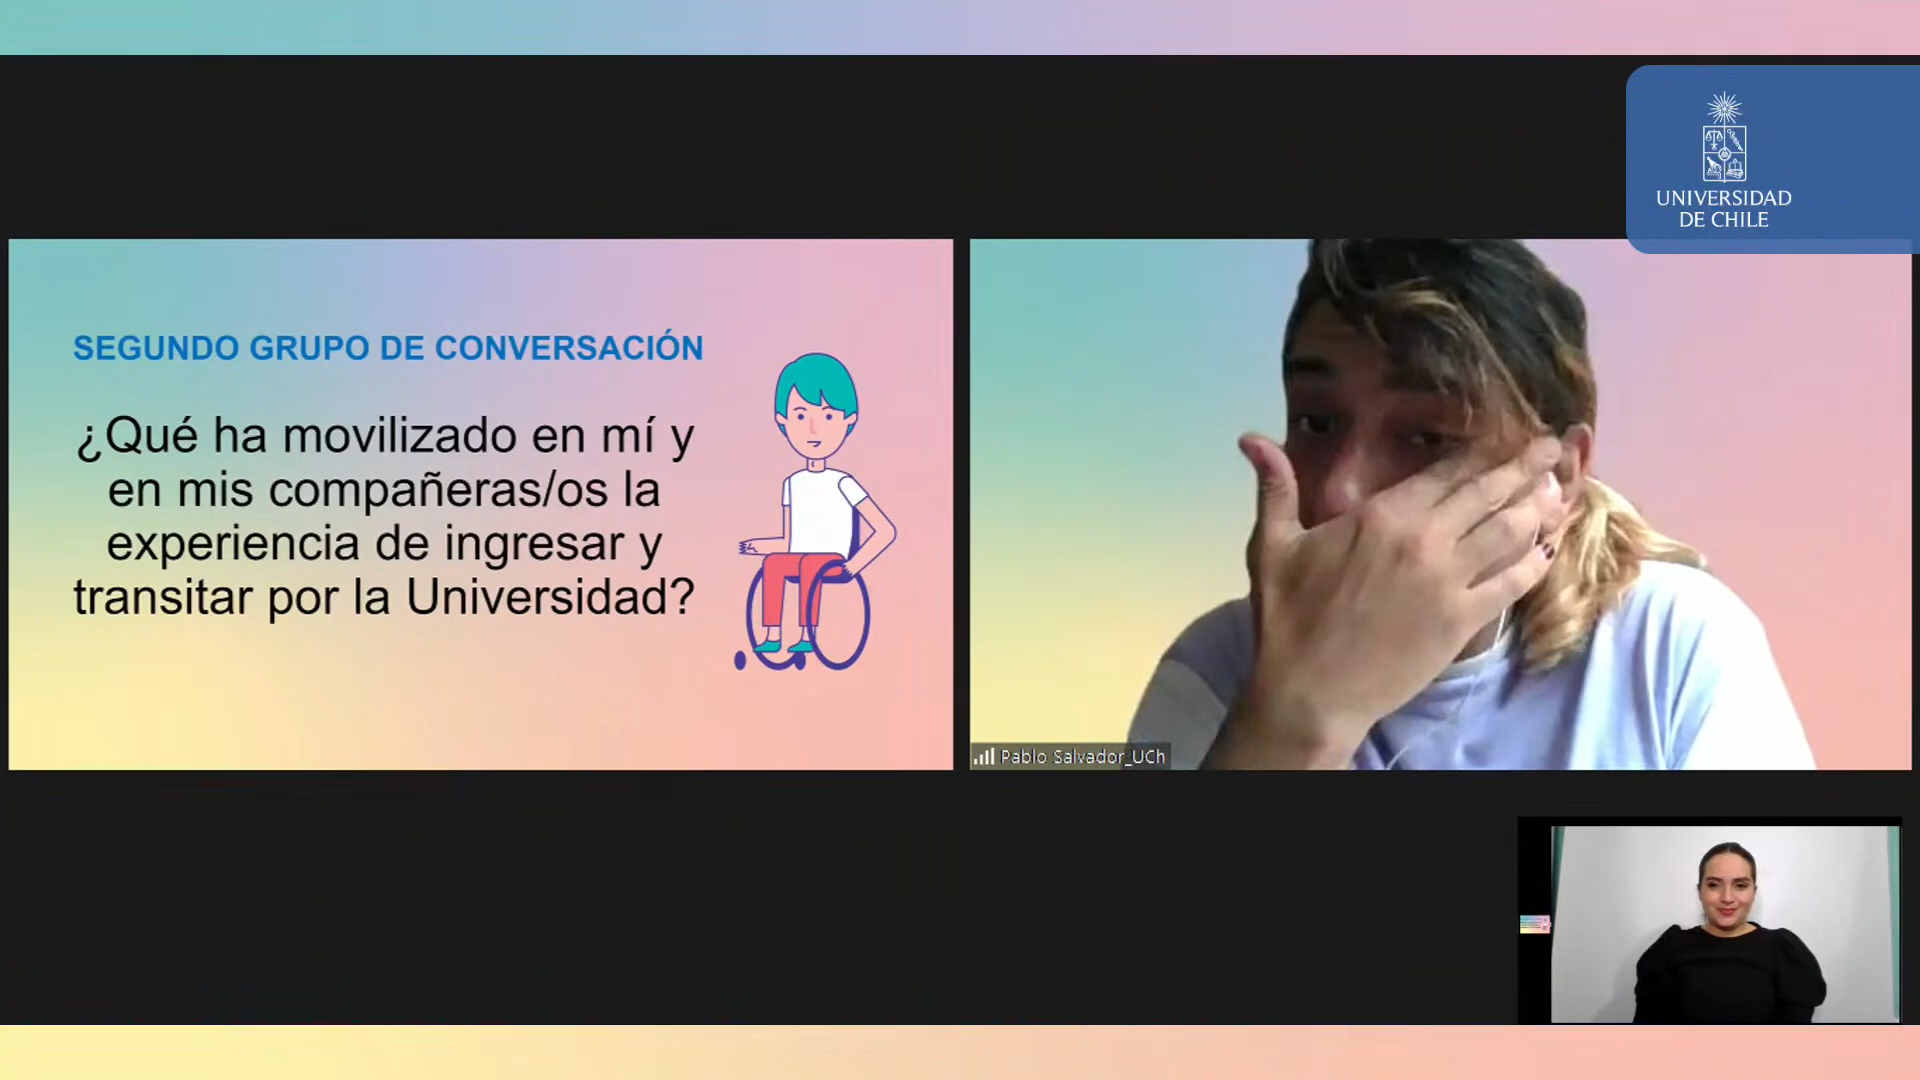 UNIVERSIDAD
DE CHILE
SEGUNDO GRUPO DE CONVERSACIÓN
¿Qué ha movilizado en mí y
en mis compañeras/os la
experiencia de ingresar y
transitar por la Universidad?
Pablo Salvador_UCh